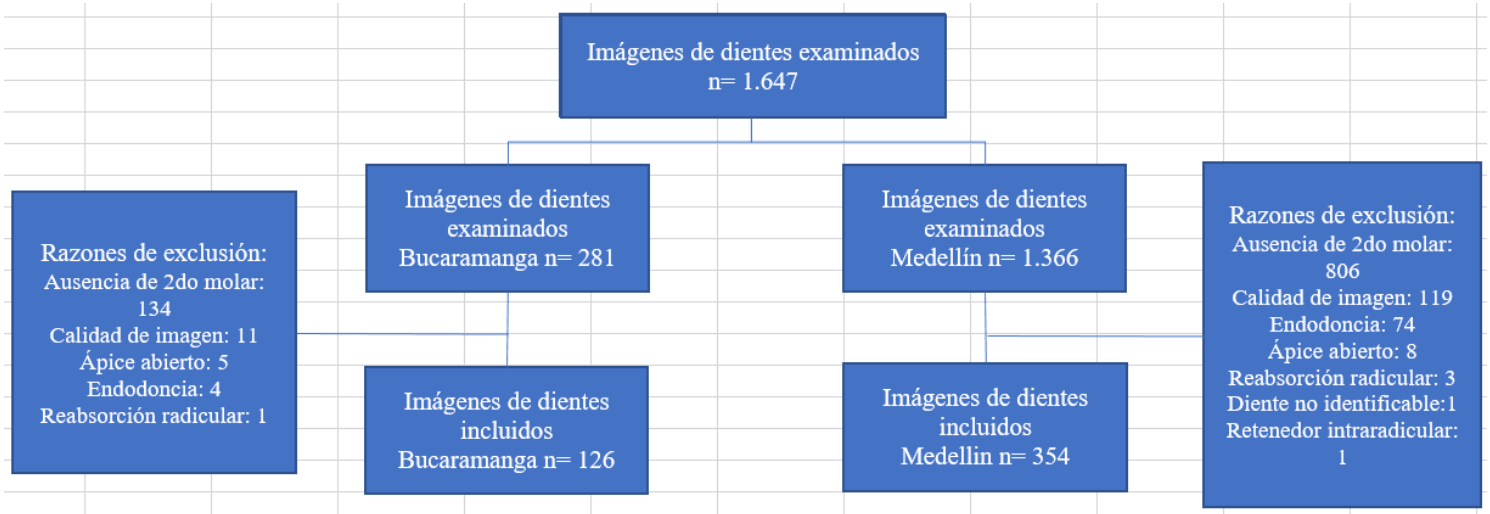 Imágenes de dientes examinados
n= 1.647
Imágenes de dientes
examinados
Bucaramanga n= 281
Imágenes de dientes
examinados
Medellín n= 1.366
Razones de exclusión:
Ausencia de 2do molar:
134
Calidad de imagen: 11
Ápice abierto: 5
Endodoncia: 4
Reabsorción radicular: 1
Razones de exclusión:
Ausencia de 2do molar:
806
Calidad de imagen: 119
Endodoncia: 74
Ápice abierto: 8
Reabsorción radicular: 3
Diente no identificable:1
Retenedor intraradicular:
1
Imágenes de dientes
incluidos
Bucaramanga n= 126
Imágenes de dientes
incluidos
Medellin n= 354